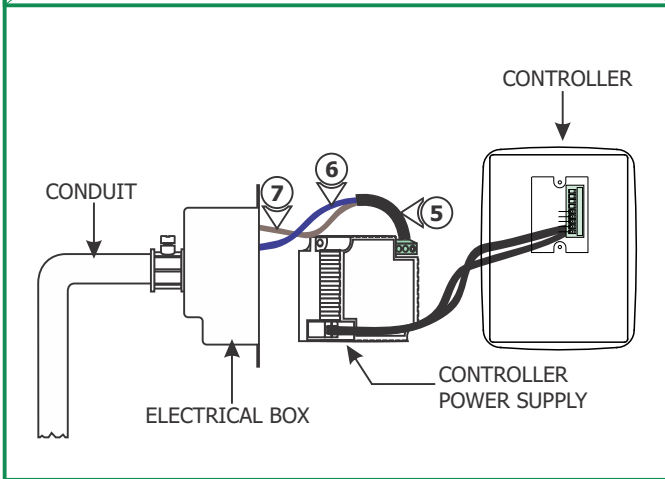 CONTROLLER
6
7
CONDUIT
5
CONTROLLER
POWER SUPPLY
ELECTRICAL BOX